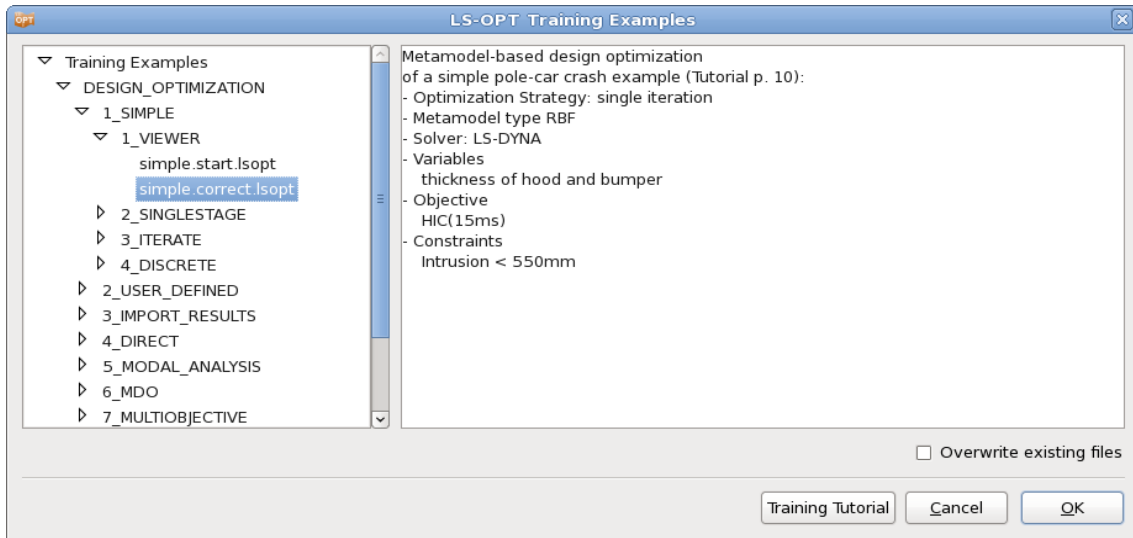 OPT
LS-OPT Training Examples
Training Examples
DESIGN_OPTIMIZATION
1_SIMPLE
1_VIEWER
simple.start.lsopt
simple.correct.lsopt
2_SINGLESTAGE
3_ITERATE
4_DISCRETE
2_USER_DEFINED
3_IMPORT_RESULTS
4_DIRECT
5_MODAL_ANALYSIS
6_MDO
7_MULTIOBJECTIVE
Metamodel-based design optimization
of a simple pole-car crash example (Tutorial p. 10):
- Optimization Strategy: single iteration
- Metamodel type RBF
- Solver: LS-DYNA
- Variables
thickness of hood and bumper
- Objective
HIC(15ms)
- Constraints
Intrusion < 550mm
Overwrite existing files
Training Tutorial
Cancel
OK